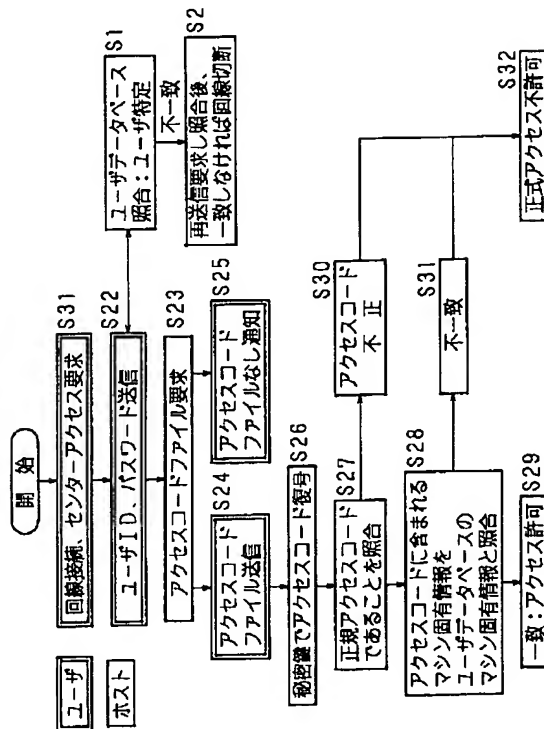 開 始
ユーザ
ホスト
S31
回線接続、センターアクセス要求
S22
ユーザID、パスワード送信
S1
ユーザデータベース
照合：ユーザ特定
不一致
S2
再送信要求し照合後、
一致しなければ回線切断
S23
アクセスコードファイル要求
S24
アクセスコード
ファイル送信
S25
アクセスコード
ファイルなし通知
S26
秘密鍵でアクセスコード復号
S27
正規アクセスコード
であることを照合
S30
アクセスコード
不 正
S28
アクセスコードに含まれる
マシン固有情報を
ユーザデータベースの
マシン固有情報と照合
S31
不一致
S29
一致：アクセス許可
S32
正式アクセス不許可